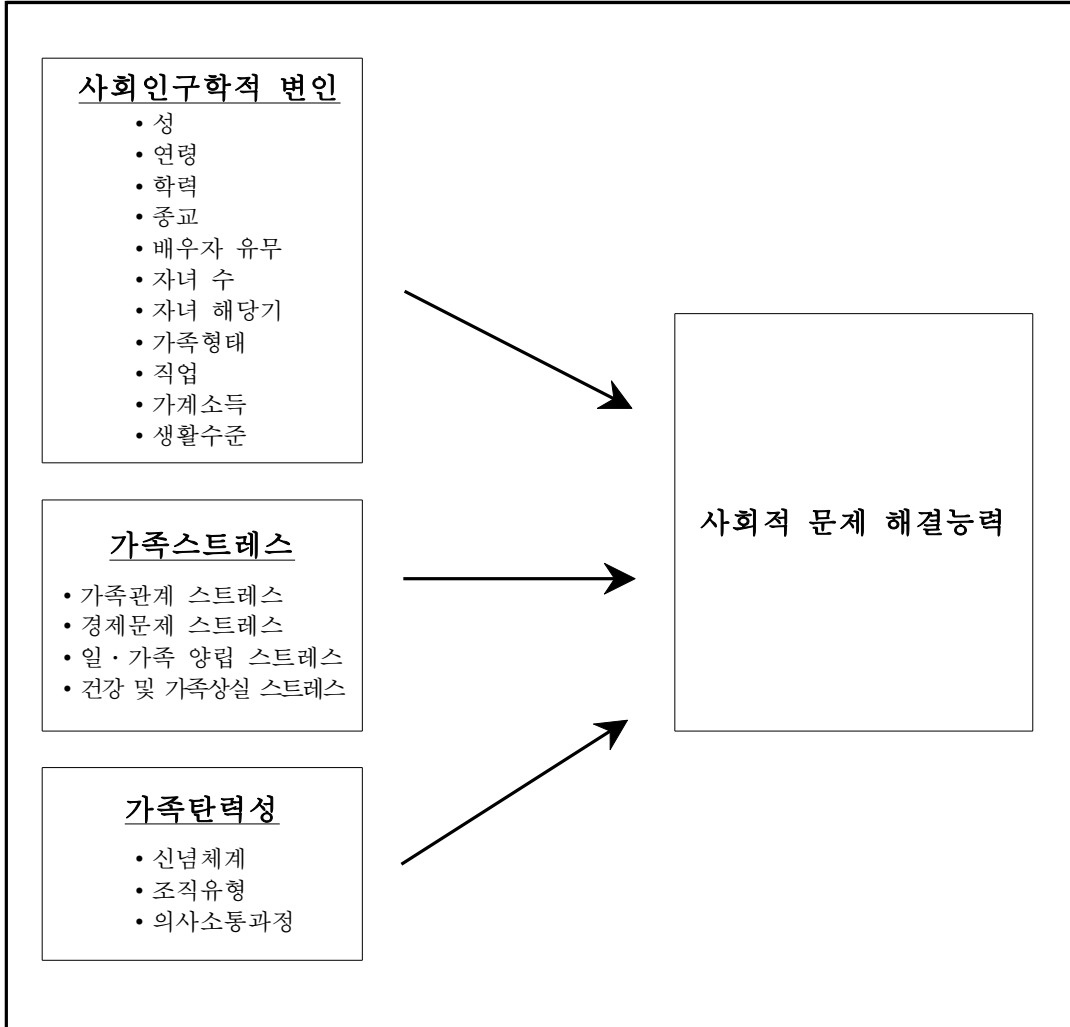 사회인구학적 변인
• 성
• 연령
• 학력
• 종교
• 배우자 유무
• 자녀 수
• 자녀 해당기
• 가족형태
• 직업
• 가계소득
• 생활수준
가족스트레스
• 가족관계 스트레스
• 경제문제 스트레스
• 일 · 가족 양립 스트레스
• 건강 및 가족상실 스트레스
가족탄력성
• 신념체계
• 조직유형
• 의사소통과정
사회적 문제 해결능력